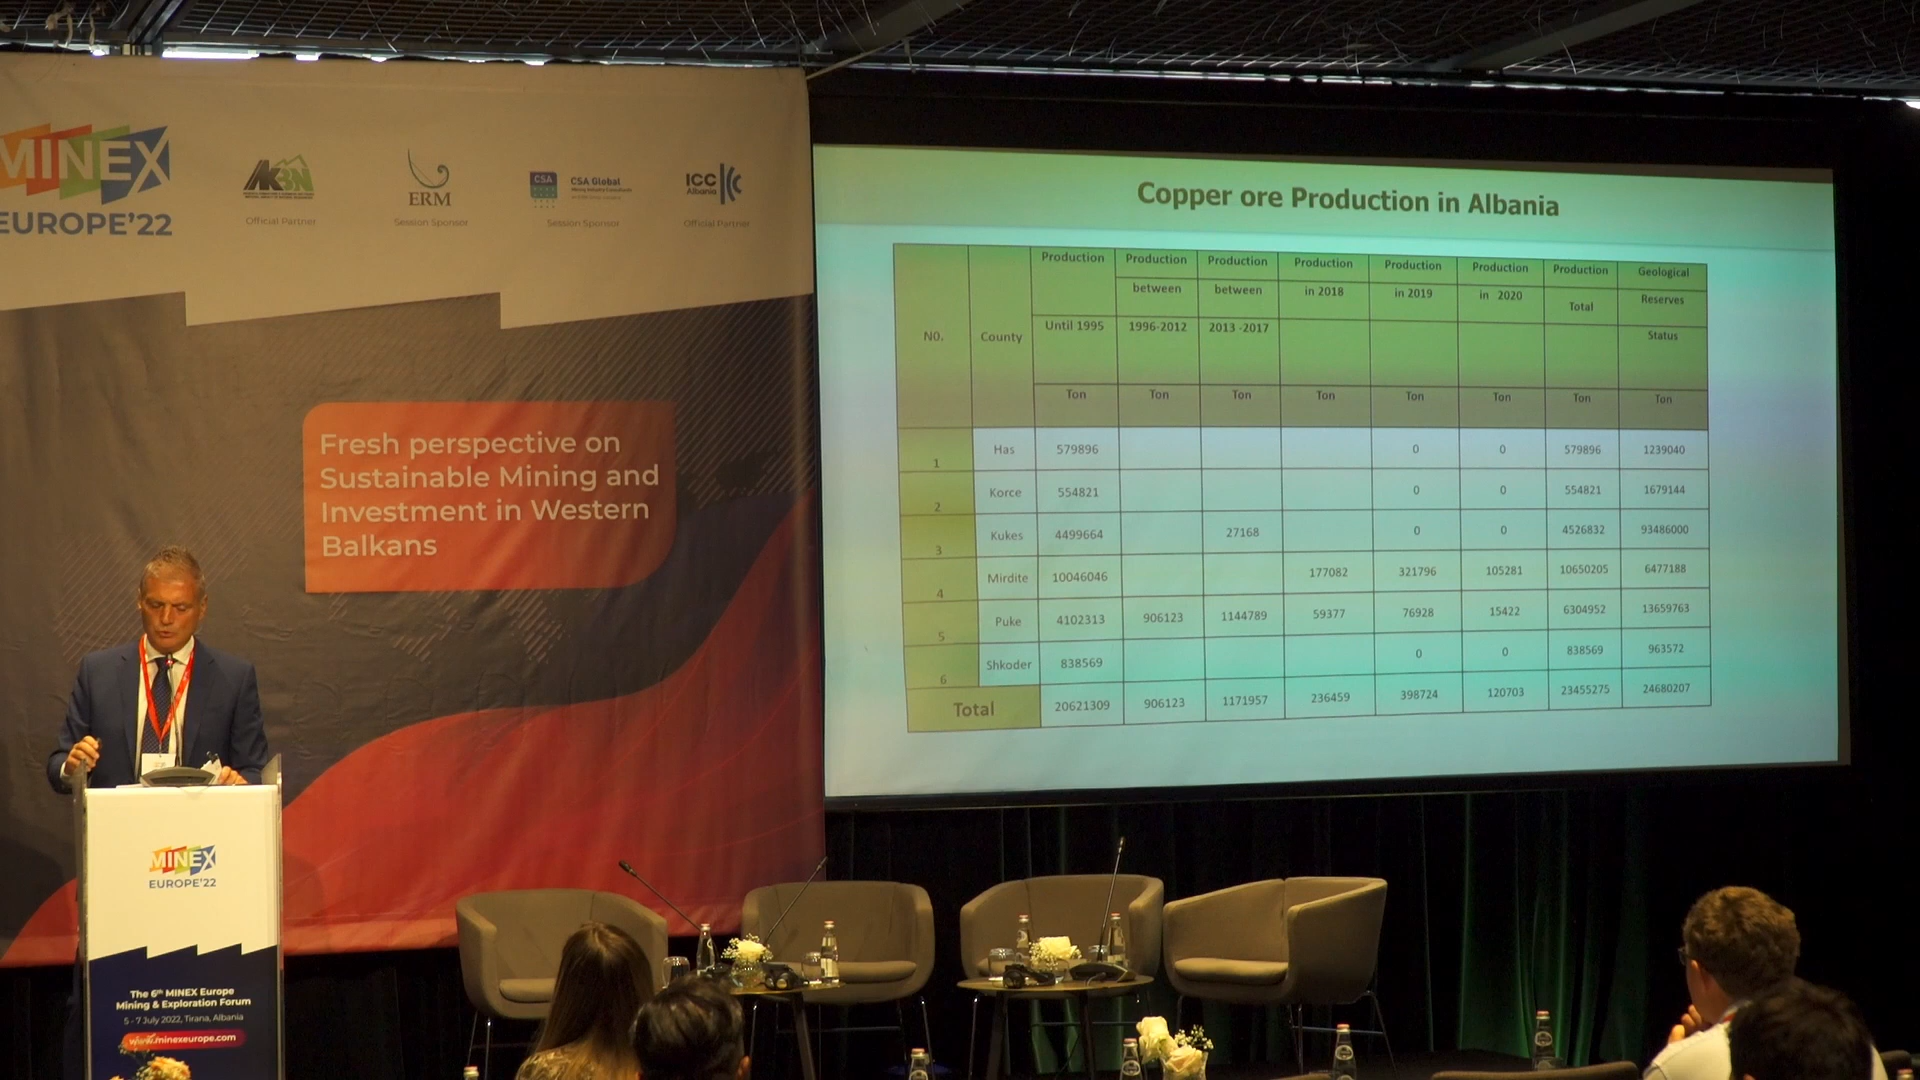 MINEX
EUROPE'22
AKBN
Official Partner
ERM
Session Sponsor
CSA
CSA Global
Mining Industry Consultants
Session Sponsor
ICC
Albania
Official Partner
Fresh perspective on
Sustainable Mining and
Investment in Western
Balkans
Copper ore Production in Albania
N0. County Production Until 1995 Production between 1996-2012 Production between 2013 -2017 Production in 2018 Production in 2019 Production in 2020 Production Total Geological Reserves Status
Ton Ton Ton Ton Ton Ton Ton Ton
1 Has 579896 0 0 579896 1239040
2 Korce 554821 0 0 554821 1679144
3 Kukes 4499664 27168 0 0 4526832 93486000
4 Mirdite 10046046 177082 321796 105281 10650205 6477188
5 Puke 4102313 906123 1144789 59377 76928 15422 6304952 13659763
6 Shkoder 838569 0 0 838569 963572
Total 20621309 906123 1171957 236459 398724 120703 23455275 24680207
MINEX
EUROPE'22
The 6th MINEX Europe
Mining & Exploration Forum
5 - 7 July 2022, Tirana, Albania
www.minexeurope.com